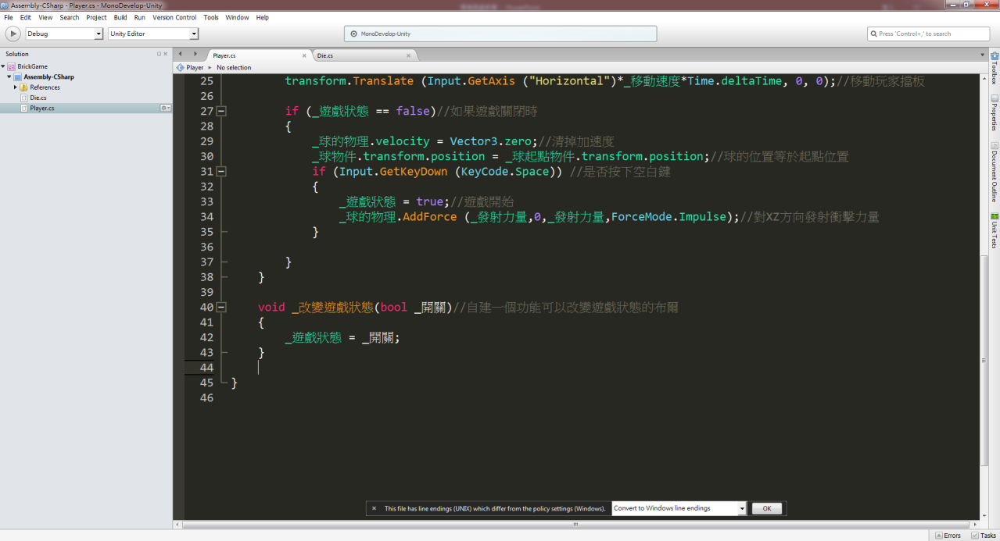 Assembly-CSharp - Player.cs - MonoDevelop-Unity
File Edit View Search Project Build Run Version Control Tools Window Help
Debug Unity Editor MonoDevelop-Unity Press 'Control+,' to search
Solution
BrickGame
Assembly-CSharp
References
Die.cs
Player.cs
Player.cs Die.cs
Player ▸ No selection
25 transform.Translate (Input.GetAxis ("Horizontal")*_移動速度*Time.deltaTime, 0, 0);//移動玩家擋板
26
27 if (_遊戲狀態 == false)//如果遊戲關閉時
28 {
29 _球的物理.velocity = Vector3.zero;//清掉加速度
30 _球物件.transform.position = _球起點物件.transform.position;//球的位置等於起點位置
31 if (Input.GetKeyDown (KeyCode.Space)) //是否按下空白鍵
32 {
33 _遊戲狀態 = true;//遊戲開始
34 _球的物理.AddForce (_發射力量,0,_發射力量,ForceMode.Impulse);//對XZ方向發射衝擊力量
35 }
36
37 }
38 }
39
40 void _改變遊戲狀態(bool _開關)//自建一個功能可以改變遊戲狀態的布爾
41 {
42 _遊戲狀態 = _開關;
43 }
44
45 }
46
This file has line endings (UNIX) which differ from the policy settings (Windows). Convert to Windows line endings OK
Toolbox
Properties
Document Outline
Unit Tests
Errors Tasks